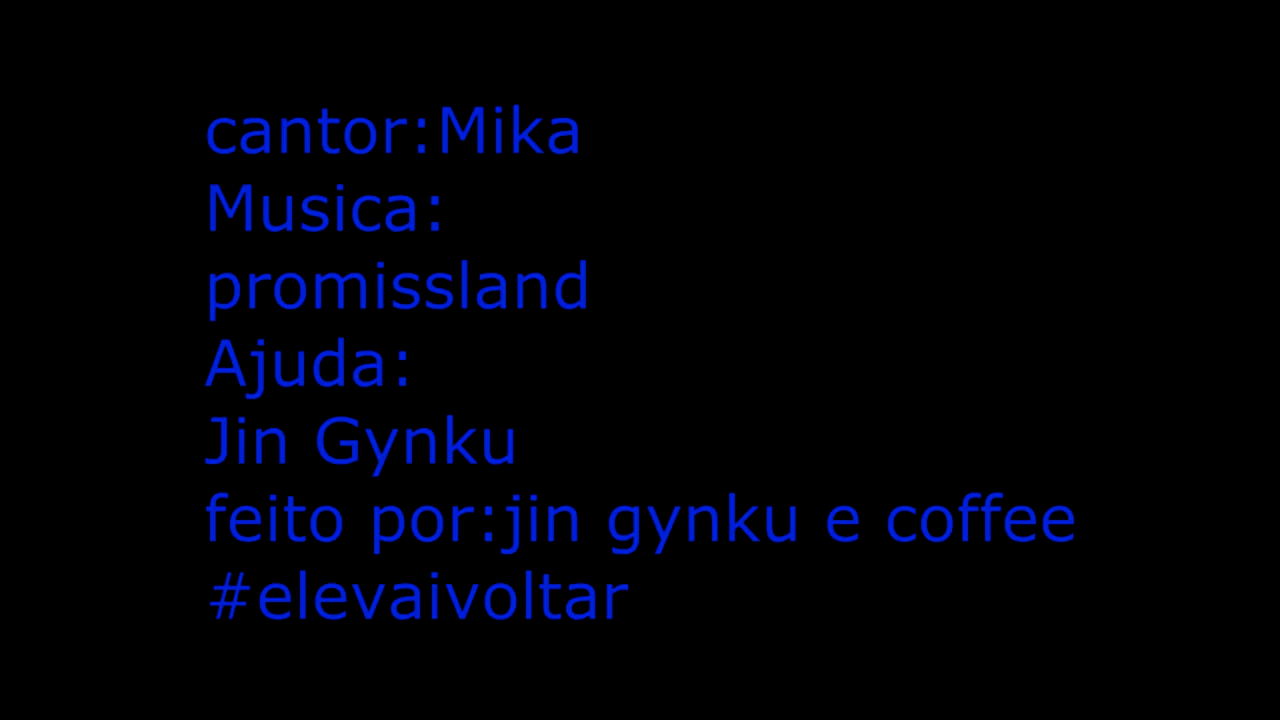 cantor:Mika
Musica:
promissland
Ajuda:
Jin Gynku
feito por:jin gynku e coffee
#elevaivoltar